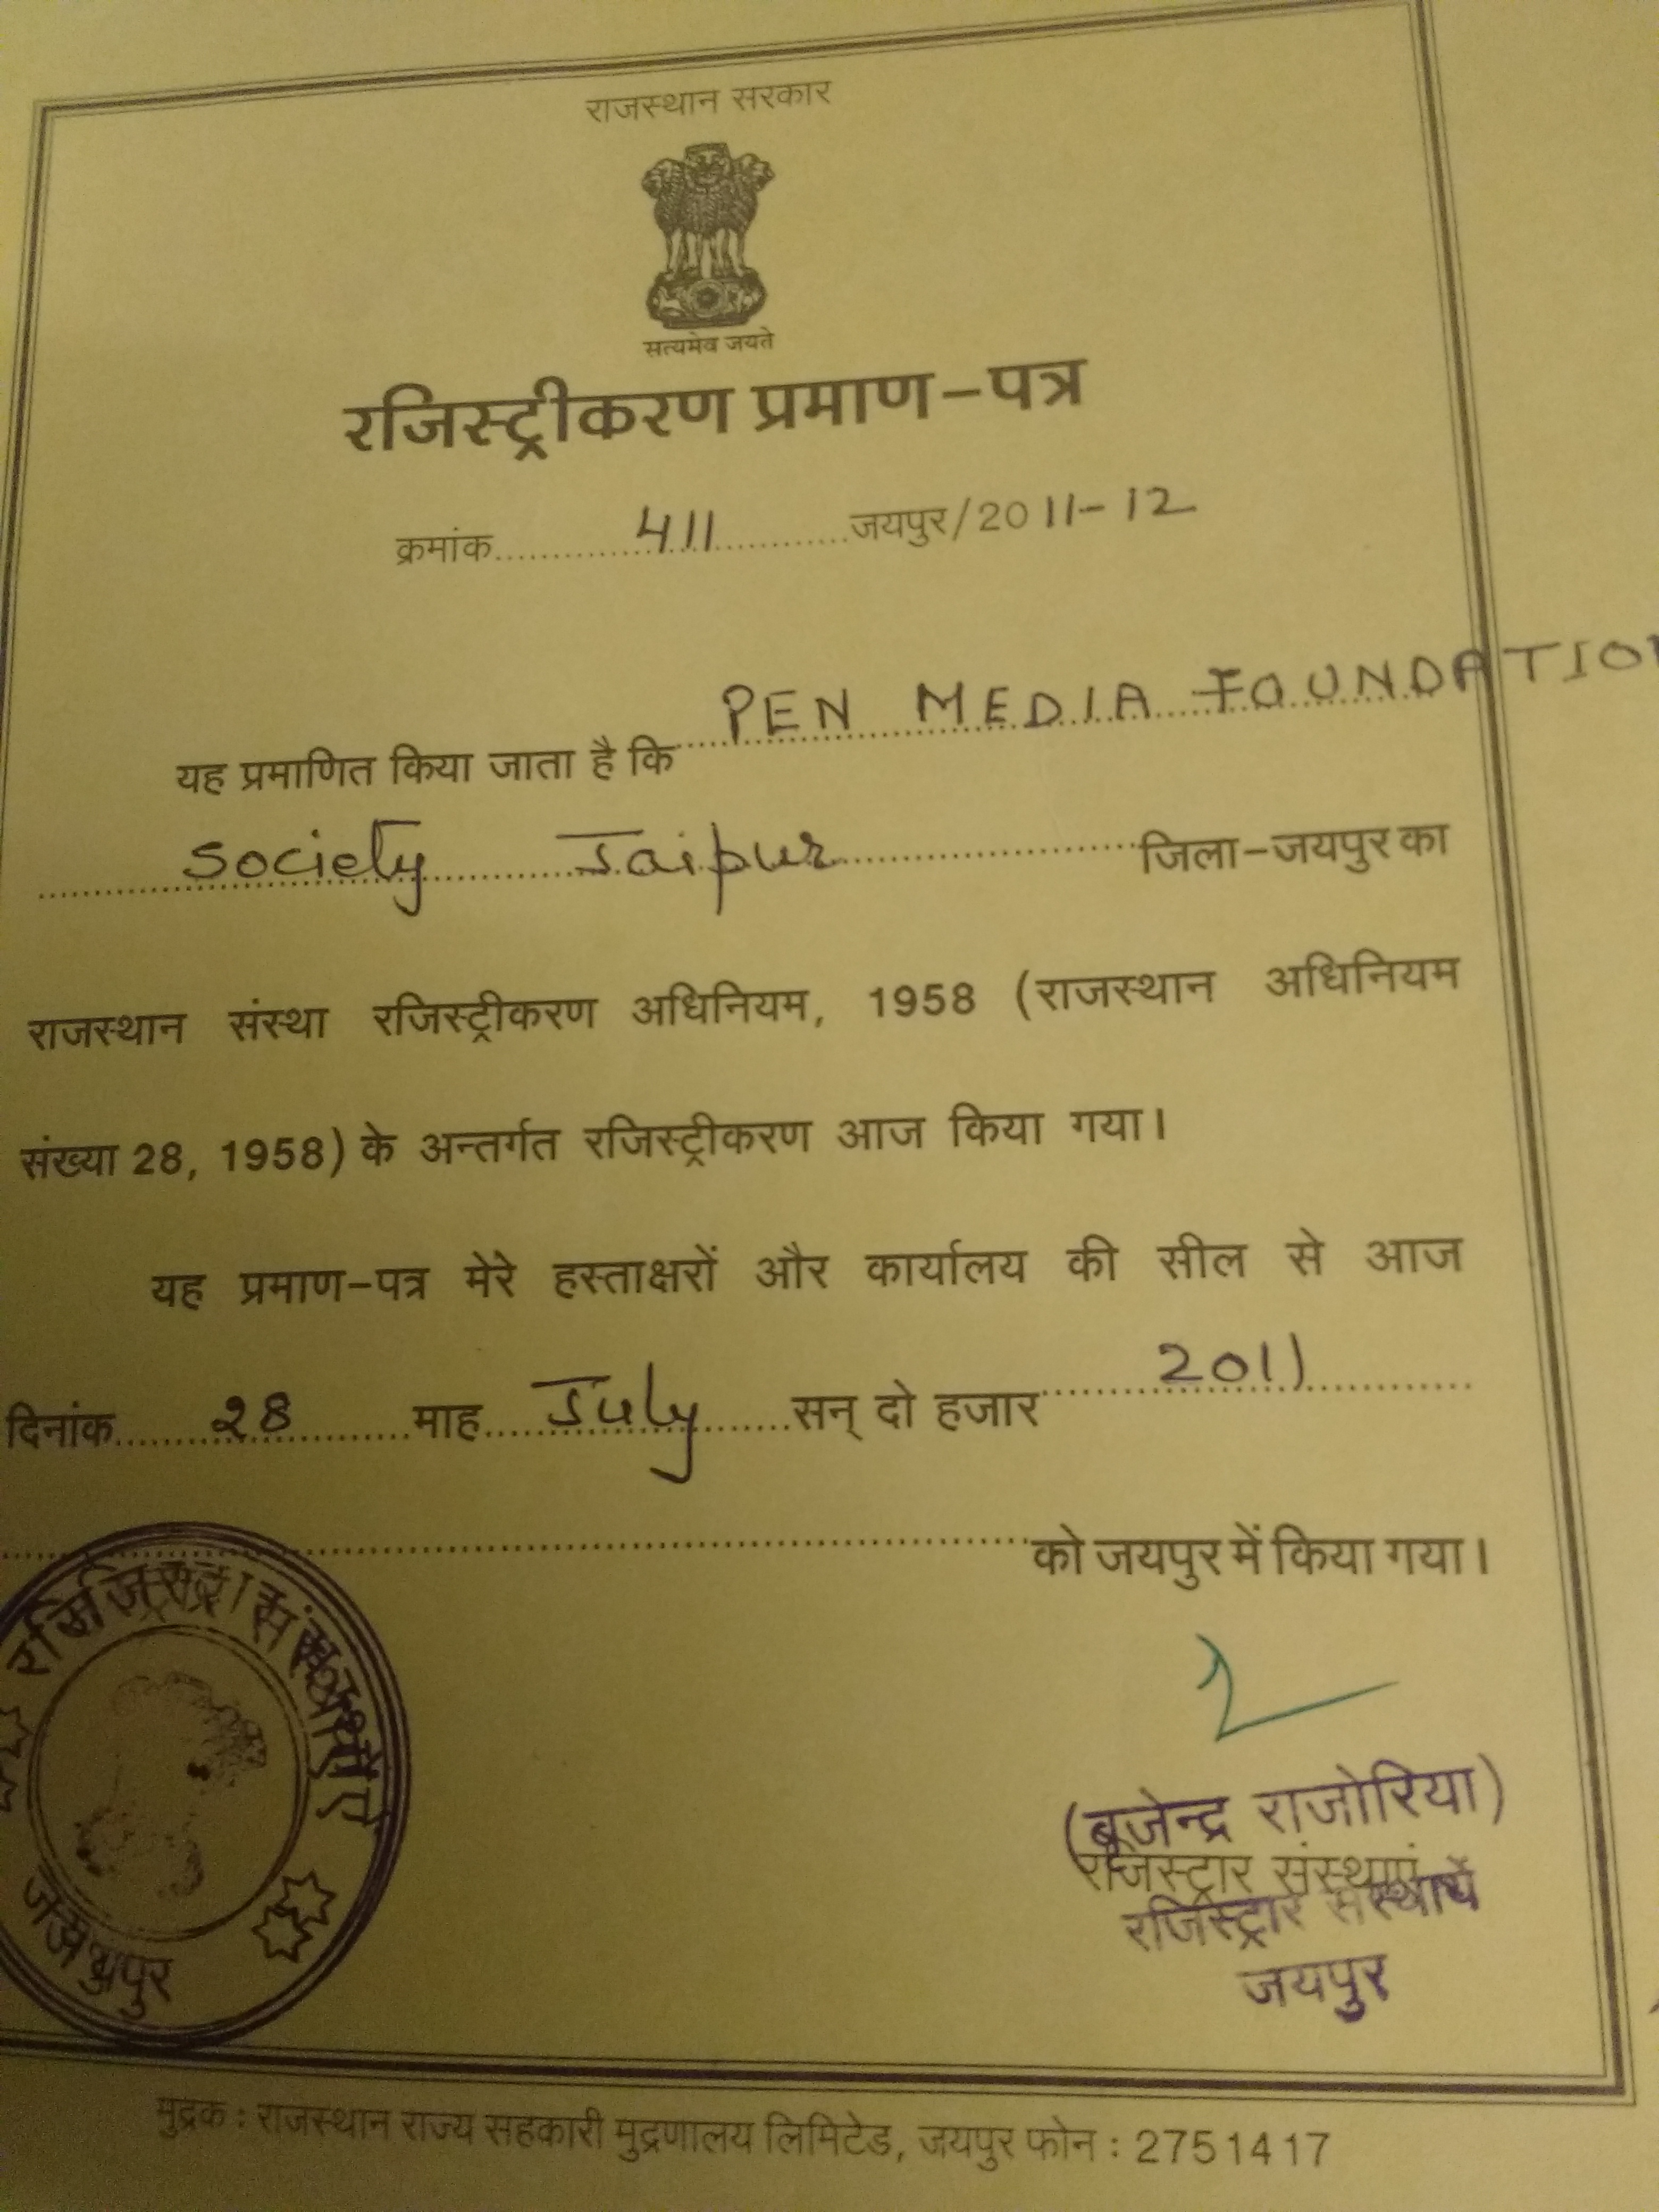 राजस्थान सरकार
सत्यमेव जयते
रजिस्ट्रीकरण प्रमाण-पत्र
क्रमांक 411 जयपुर/2011-12
यह प्रमाणित किया जाता है कि PEN MEDIA FOUNDATION
Society Jaipur जिला-जयपुर का
राजस्थान संस्था रजिस्ट्रीकरण अधिनियम, 1958 (राजस्थान अधिनियम
संख्या 28, 1958) के अन्तर्गत रजिस्ट्रीकरण आज किया गया।
यह प्रमाण-पत्र मेरे हस्ताक्षरों और कार्यालय की सील से आज
दिनांक 28 माह July सन् दो हजार 2011
को जयपुर में किया गया।
(बृजेन्द्र राजोरिया)
रजिस्ट्रार संस्थाएं
रजिस्ट्रार संस्थायें
जयपुर
मुद्रक : राजस्थान राज्य सहकारी मुद्रणालय लिमिटेड, जयपुर फोन : 2751417